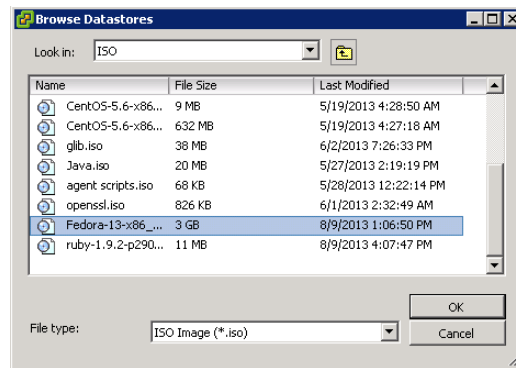 Browse Datastores
Look in: ISO
Name File Size Last Modified
CentOS-5.6-x86... 9 MB 5/19/2013 4:28:50 AM
CentOS-5.6-x86... 632 MB 5/19/2013 4:27:18 AM
glib.iso 38 MB 6/2/2013 7:26:33 PM
Java.iso 20 MB 5/27/2013 2:19:19 PM
agent scripts.iso 68 KB 5/28/2013 12:22:14 PM
openssl.iso 826 KB 6/1/2013 2:32:49 AM
Fedora-13-x86_... 3 GB 8/9/2013 1:06:50 PM
ruby-1.9.2-p290... 11 MB 8/9/2013 4:07:47 PM
OK
File type: ISO Image (*.iso) Cancel